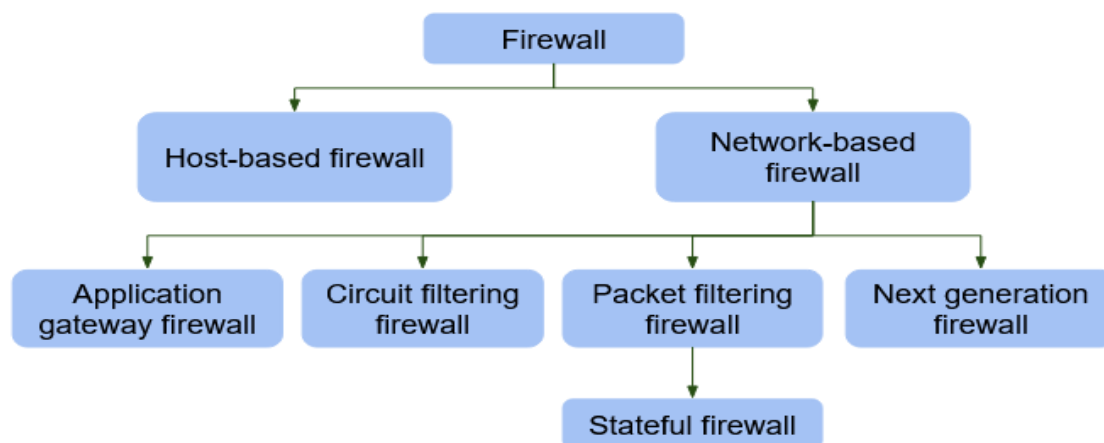 Firewall
Host-based firewall
Network-based
firewall
Application
gateway firewall
Circuit filtering
firewall
Packet filtering
firewall
Next generation
firewall
Stateful firewall